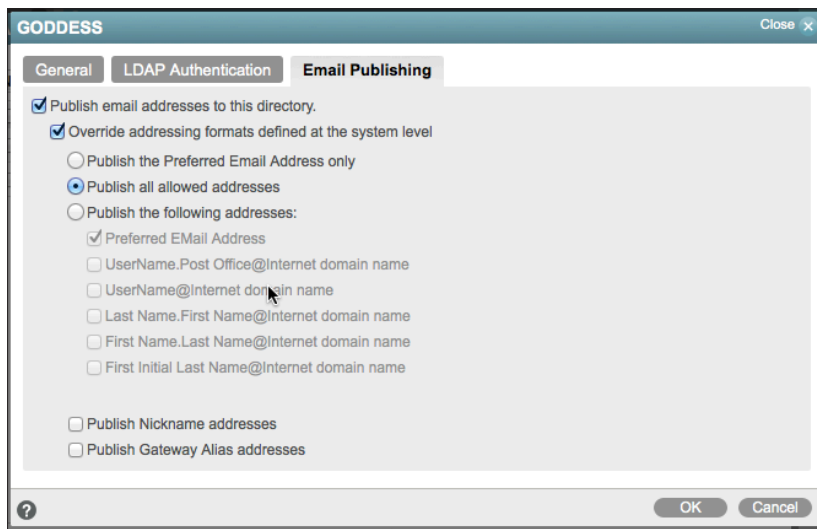 GODDESS
Close
General
LDAP Authentication
Email Publishing
Publish email addresses to this directory.
Override addressing formats defined at the system level
Publish the Preferred Email Address only
Publish all allowed addresses
Publish the following addresses:
Preferred EMail Address
UserName.Post Office@Internet domain name
UserName@Internet domain name
Last Name.First Name@Internet domain name
First Name.Last Name@Internet domain name
First Initial Last Name@Internet domain name
Publish Nickname addresses
Publish Gateway Alias addresses
?
OK
Cancel